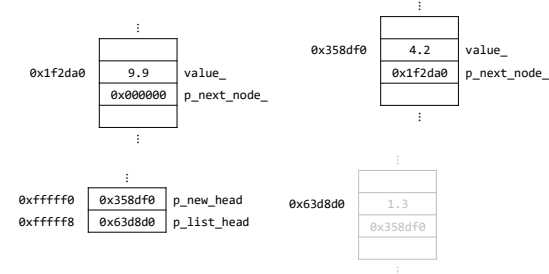 0x1f2da0 9.9 value_
0x000000 p_next_node_
0x358df0 4.2 value_
0x1f2da0 p_next_node_
0xfffff0 0x358df0 p_new_head
0xfffff8 0x63d8d0 p_list_head
0x63d8d0 1.3
0x358df0